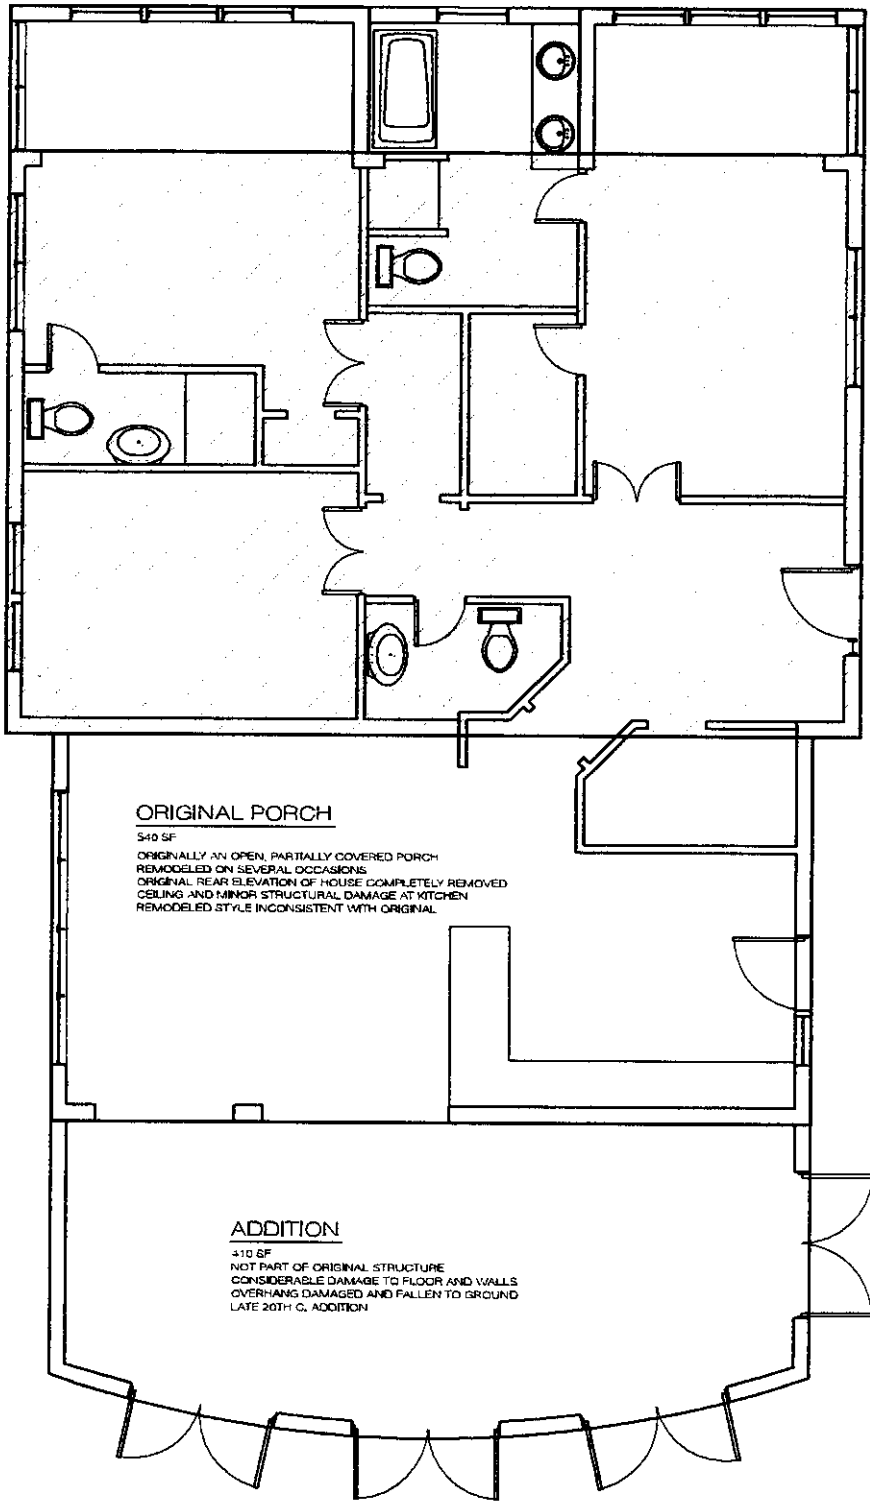 ORIGINAL PORCH
540 SF
ORIGINALLY AN OPEN, PARTIALLY COVERED PORCH
REMODELED ON SEVERAL OCCASIONS
ORIGINAL REAR ELEVATION OF HOUSE COMPLETELY REMOVED
CEILING AND MINOR STRUCTURAL DAMAGE AT KITCHEN
REMODELED STYLE INCONSISTENT WITH ORIGINAL
ADDITION
410 SF
NOT PART OF ORIGINAL STRUCTURE
CONSIDERABLE DAMAGE TO FLOOR AND WALLS
OVERHANG DAMAGED AND FALLEN TO GROUND
LATE 20TH C. ADDITION